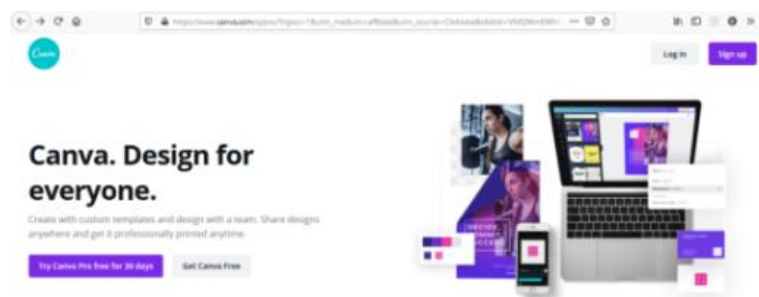 Canva
Log in
Sign up
Canva. Design for
everyone.
Create with custom templates and design with a team. Share designs
anywhere and get it professionally printed anytime.
Try Canva Pro free for 30 days
Get Canva Free